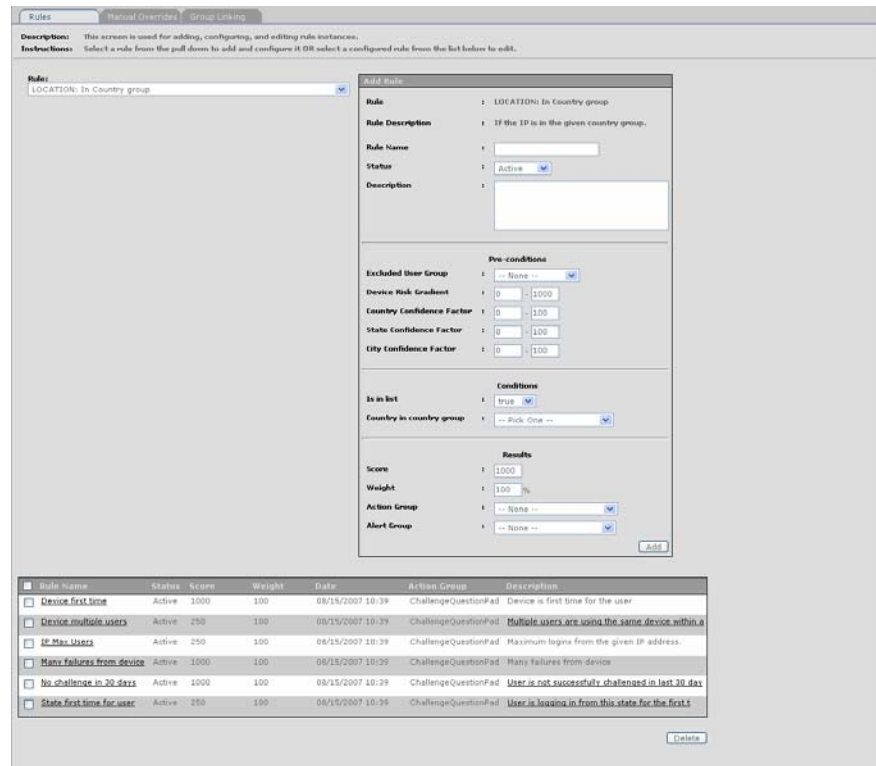 Rules Manual Overrides Group Linking
Description: This screen is used for adding, configuring, and editing rule instances.
Instructions: Select a rule from the pull down to add and configure it OR select a configured rule from the list below to edit.
Rule:
LOCATION: In Country group
Add Rule
Rule : LOCATION: In Country group
Rule Description : If the IP is in the given country group.
Rule Name :
Status : Active
Description :
Pre-conditions
Excluded User Group : -- None --
Device Risk Gradient : 0 - 1000
Country Confidence Factor : 0 - 100
State Confidence Factor : 0 - 100
City Confidence Factor : 0 - 100
Conditions
Is in list : true
Country in country group : -- Pick One --
Results
Score : 1000
Weight : 100 %
Action Group : -- None --
Alert Group : -- None --
Add
Rule Name Status Score Weight Date Action Group Description
Device first time Active 1000 100 08/15/2007 10:39 ChallengeQuestionPad Device is first time for the user
Device multiple users Active 250 100 08/15/2007 10:39 ChallengeQuestionPad Multiple users are using the same device within a
IP Max Users Active 250 100 08/15/2007 10:39 ChallengeQuestionPad Maximum logins from the given IP address.
Many failures from device Active 1000 100 08/15/2007 10:39 ChallengeQuestionPad Many failures from device
No challenge in 30 days Active 1000 100 08/15/2007 10:39 ChallengeQuestionPad User is not successfully challenged in last 30 day
State first time for user Active 250 100 08/15/2007 10:39 ChallengeQuestionPad User is logging in from this state for the first t
Delete